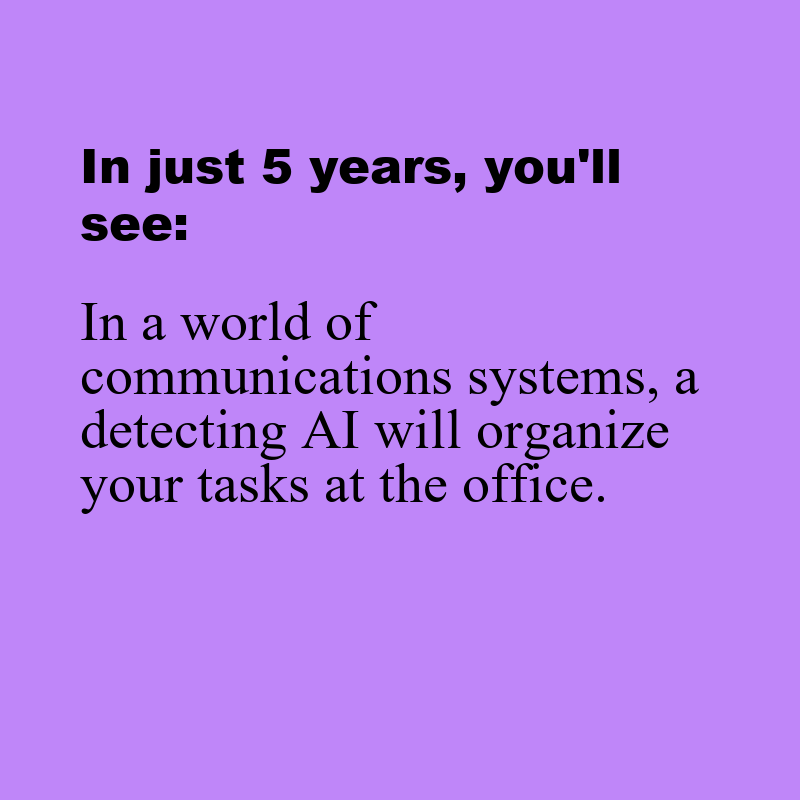 In just 5 years, you'll
see:
In a world of
communications systems, a
detecting AI will organize
your tasks at the office.